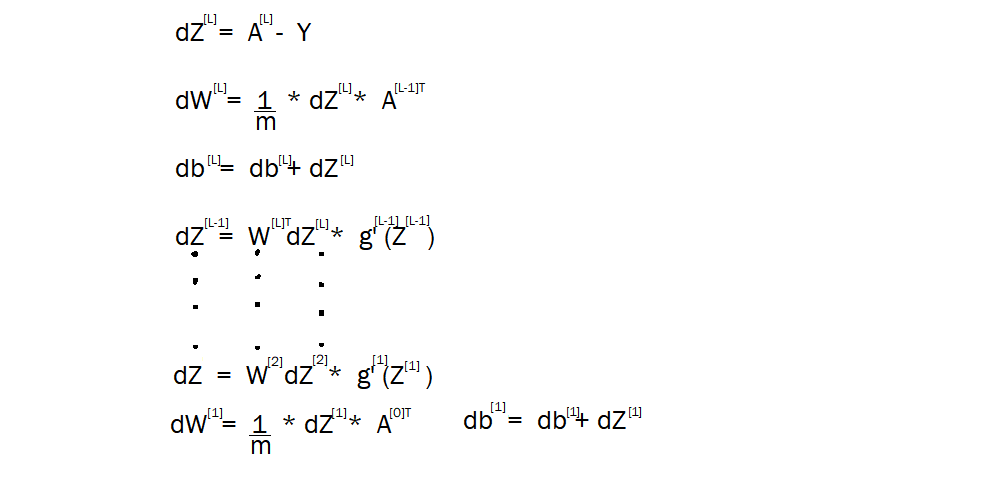 dZ[L] = A[L] - Y
dW[L] = 1/m * dZ[L] * A[L-1]T
db[L] = db[L] + dZ[L]
dZ[L-1] = W[L]T dZ[L] * g'[L-1](Z[L-1])
dZ = W[2] dZ[2] * g'[1](Z[1])
dW[1] = 1/m * dZ[1] * A[0]T db[1] = db[1] + dZ[1]